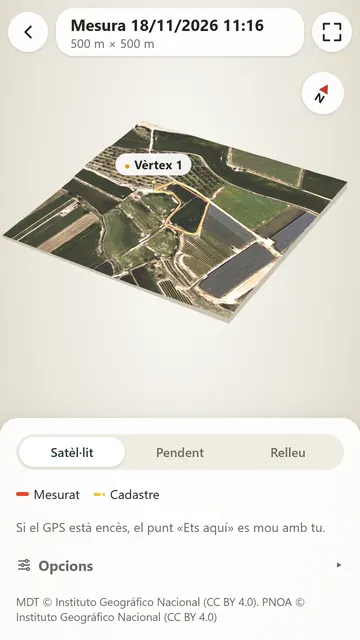 Mesura 18/11/2026 11:16
500 m × 500 m
N
Vèrtex 1
Satèl·lit
Pendent
Relleu
Mesurat
Cadastre
Si el GPS està encès, el punt «Ets aquí» es mou amb tu.
Opcions
MDT © Instituto Geográfico Nacional (CC BY 4.0). PNOA ©
Instituto Geográfico Nacional (CC BY 4.0)